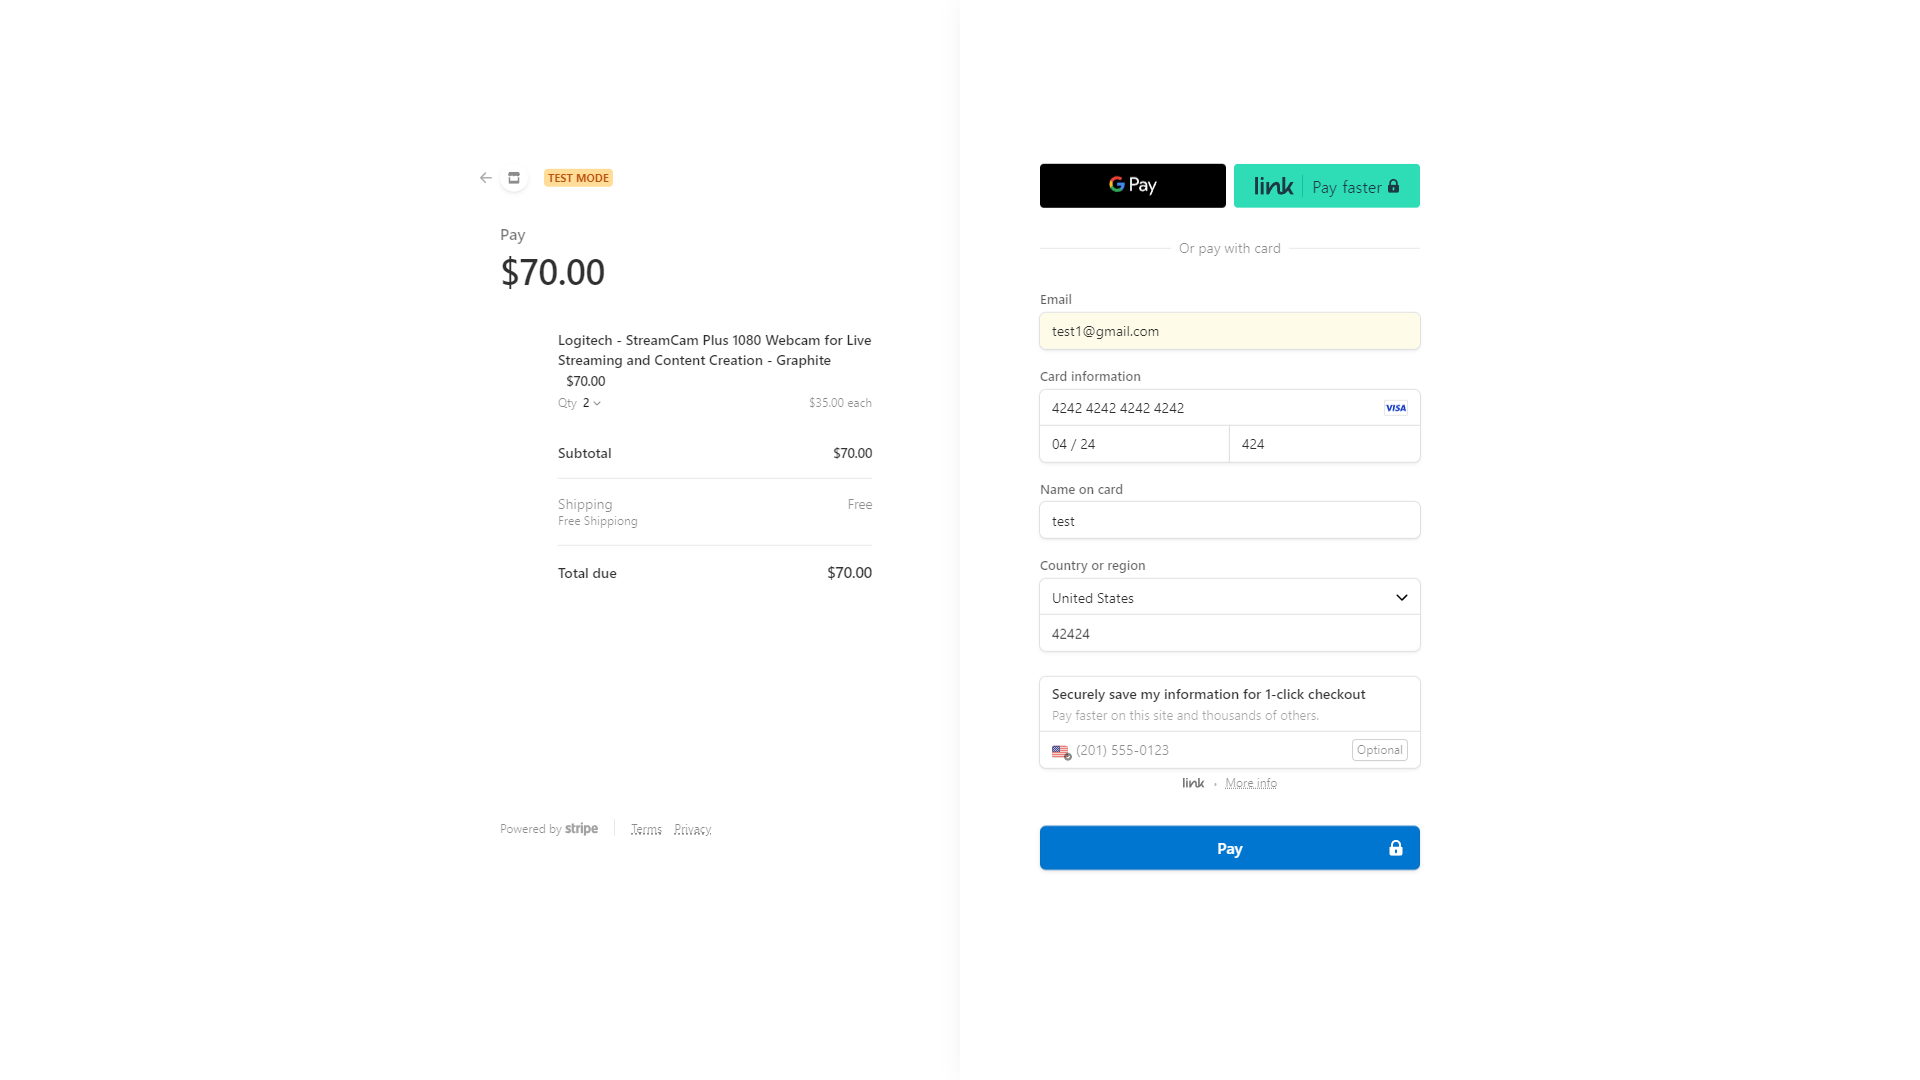 TEST MODE
Pay
$70.00
Logitech - StreamCam Plus 1080 Webcam for Live
Streaming and Content Creation - Graphite
$70.00
Qty 2 $35.00 each
Subtotal $70.00
Shipping Free
Free Shippiong
Total due $70.00
Powered by stripe Terms Privacy
G Pay
link Pay faster
Or pay with card
Email
test1@gmail.com
Card information
4242 4242 4242 4242 VISA
04 / 24 424
Name on card
test
Country or region
United States
42424
Securely save my information for 1-click checkout
Pay faster on this site and thousands of others.
(201) 555-0123 Optional
link • More info
Pay